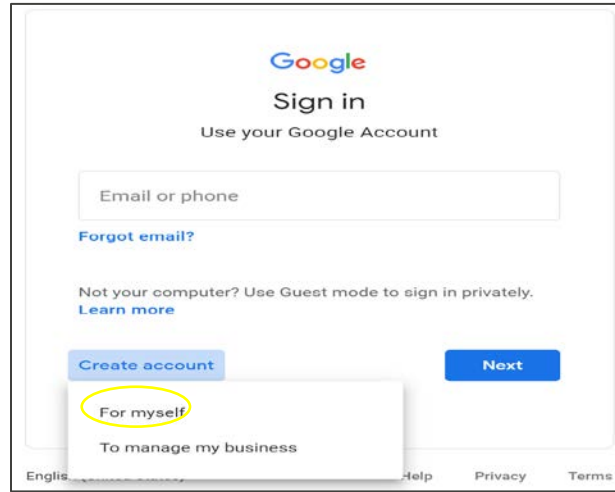 Google
Sign in
Use your Google Account
Email or phone
Forgot email?
Not your computer? Use Guest mode to sign in privately.
Learn more
Create account
Next
For myself
To manage my business
Help
Privacy
Terms